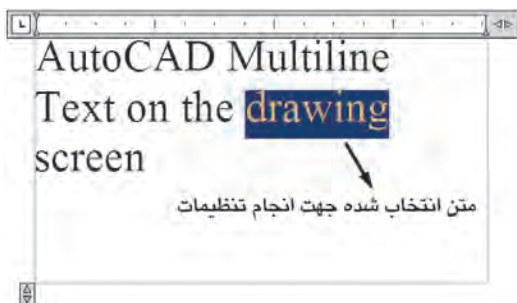 AutoCAD Multiline
Text on the drawing
screen
متن انتخاب شده جهت انجام تنظیمات